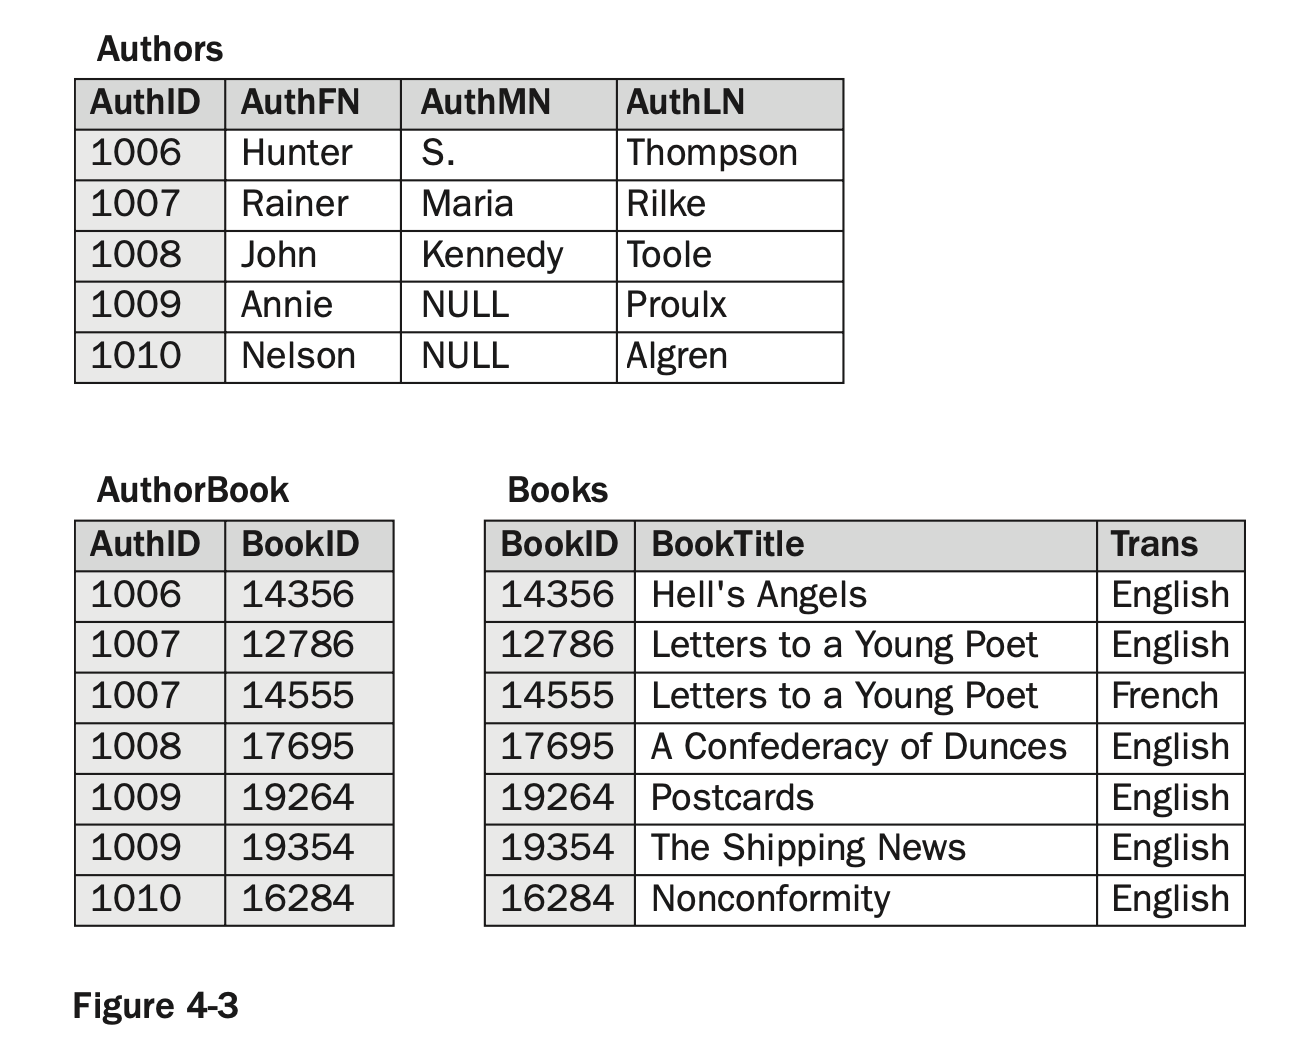 Authors
AuthID AuthFN AuthMN AuthLN
1006 Hunter S. Thompson
1007 Rainer Maria Rilke
1008 John Kennedy Toole
1009 Annie NULL Proulx
1010 Nelson NULL Algren
AuthorBook
AuthID BookID
1006 14356
1007 12786
1007 14555
1008 17695
1009 19264
1009 19354
1010 16284
Books
BookID BookTitle Trans
14356 Hell's Angels English
12786 Letters to a Young Poet English
14555 Letters to a Young Poet French
17695 A Confederacy of Dunces English
19264 Postcards English
19354 The Shipping News English
16284 Nonconformity English
Figure 4-3